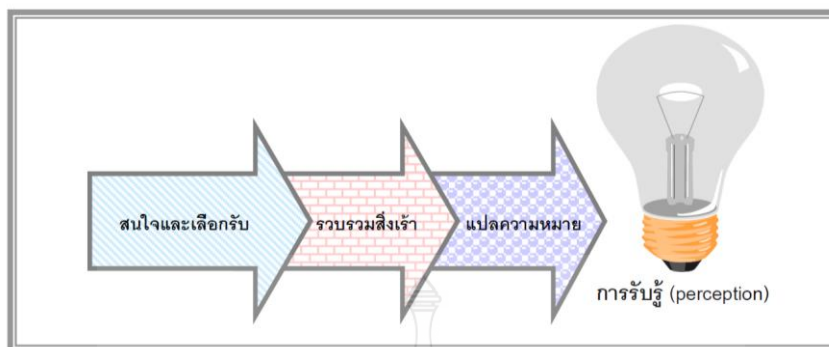 สนใจและเลือกรับ
รวบรวมสิ่งเร้า
แปลความหมาย
การรับรู้ (perception)